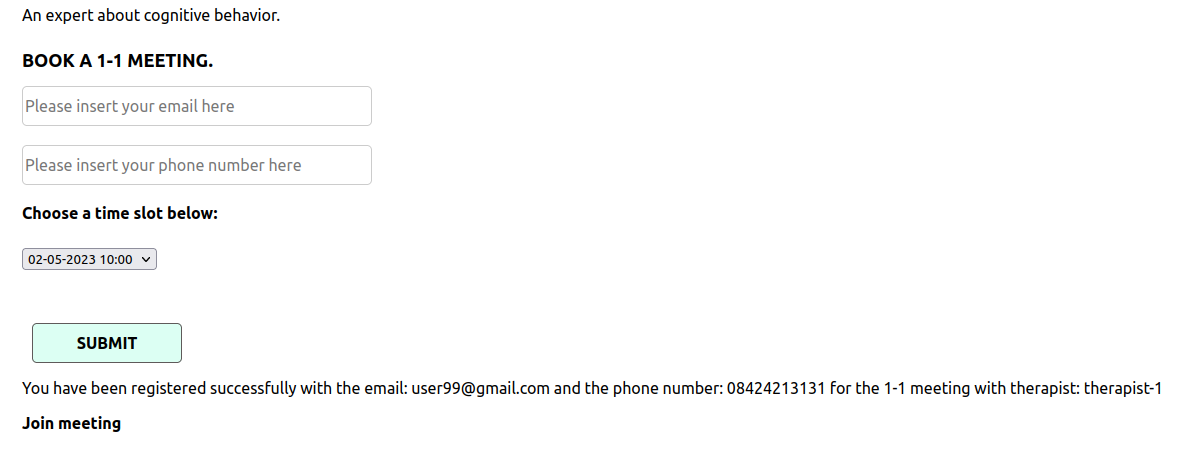 An expert about cognitive behavior.
BOOK A 1-1 MEETING.
Please insert your email here
Please insert your phone number here
Choose a time slot below:
02-05-2023 10:00
SUBMIT
You have been registered successfully with the email: user99@gmail.com and the phone number: 08424213131 for the 1-1 meeting with therapist: therapist-1
Join meeting